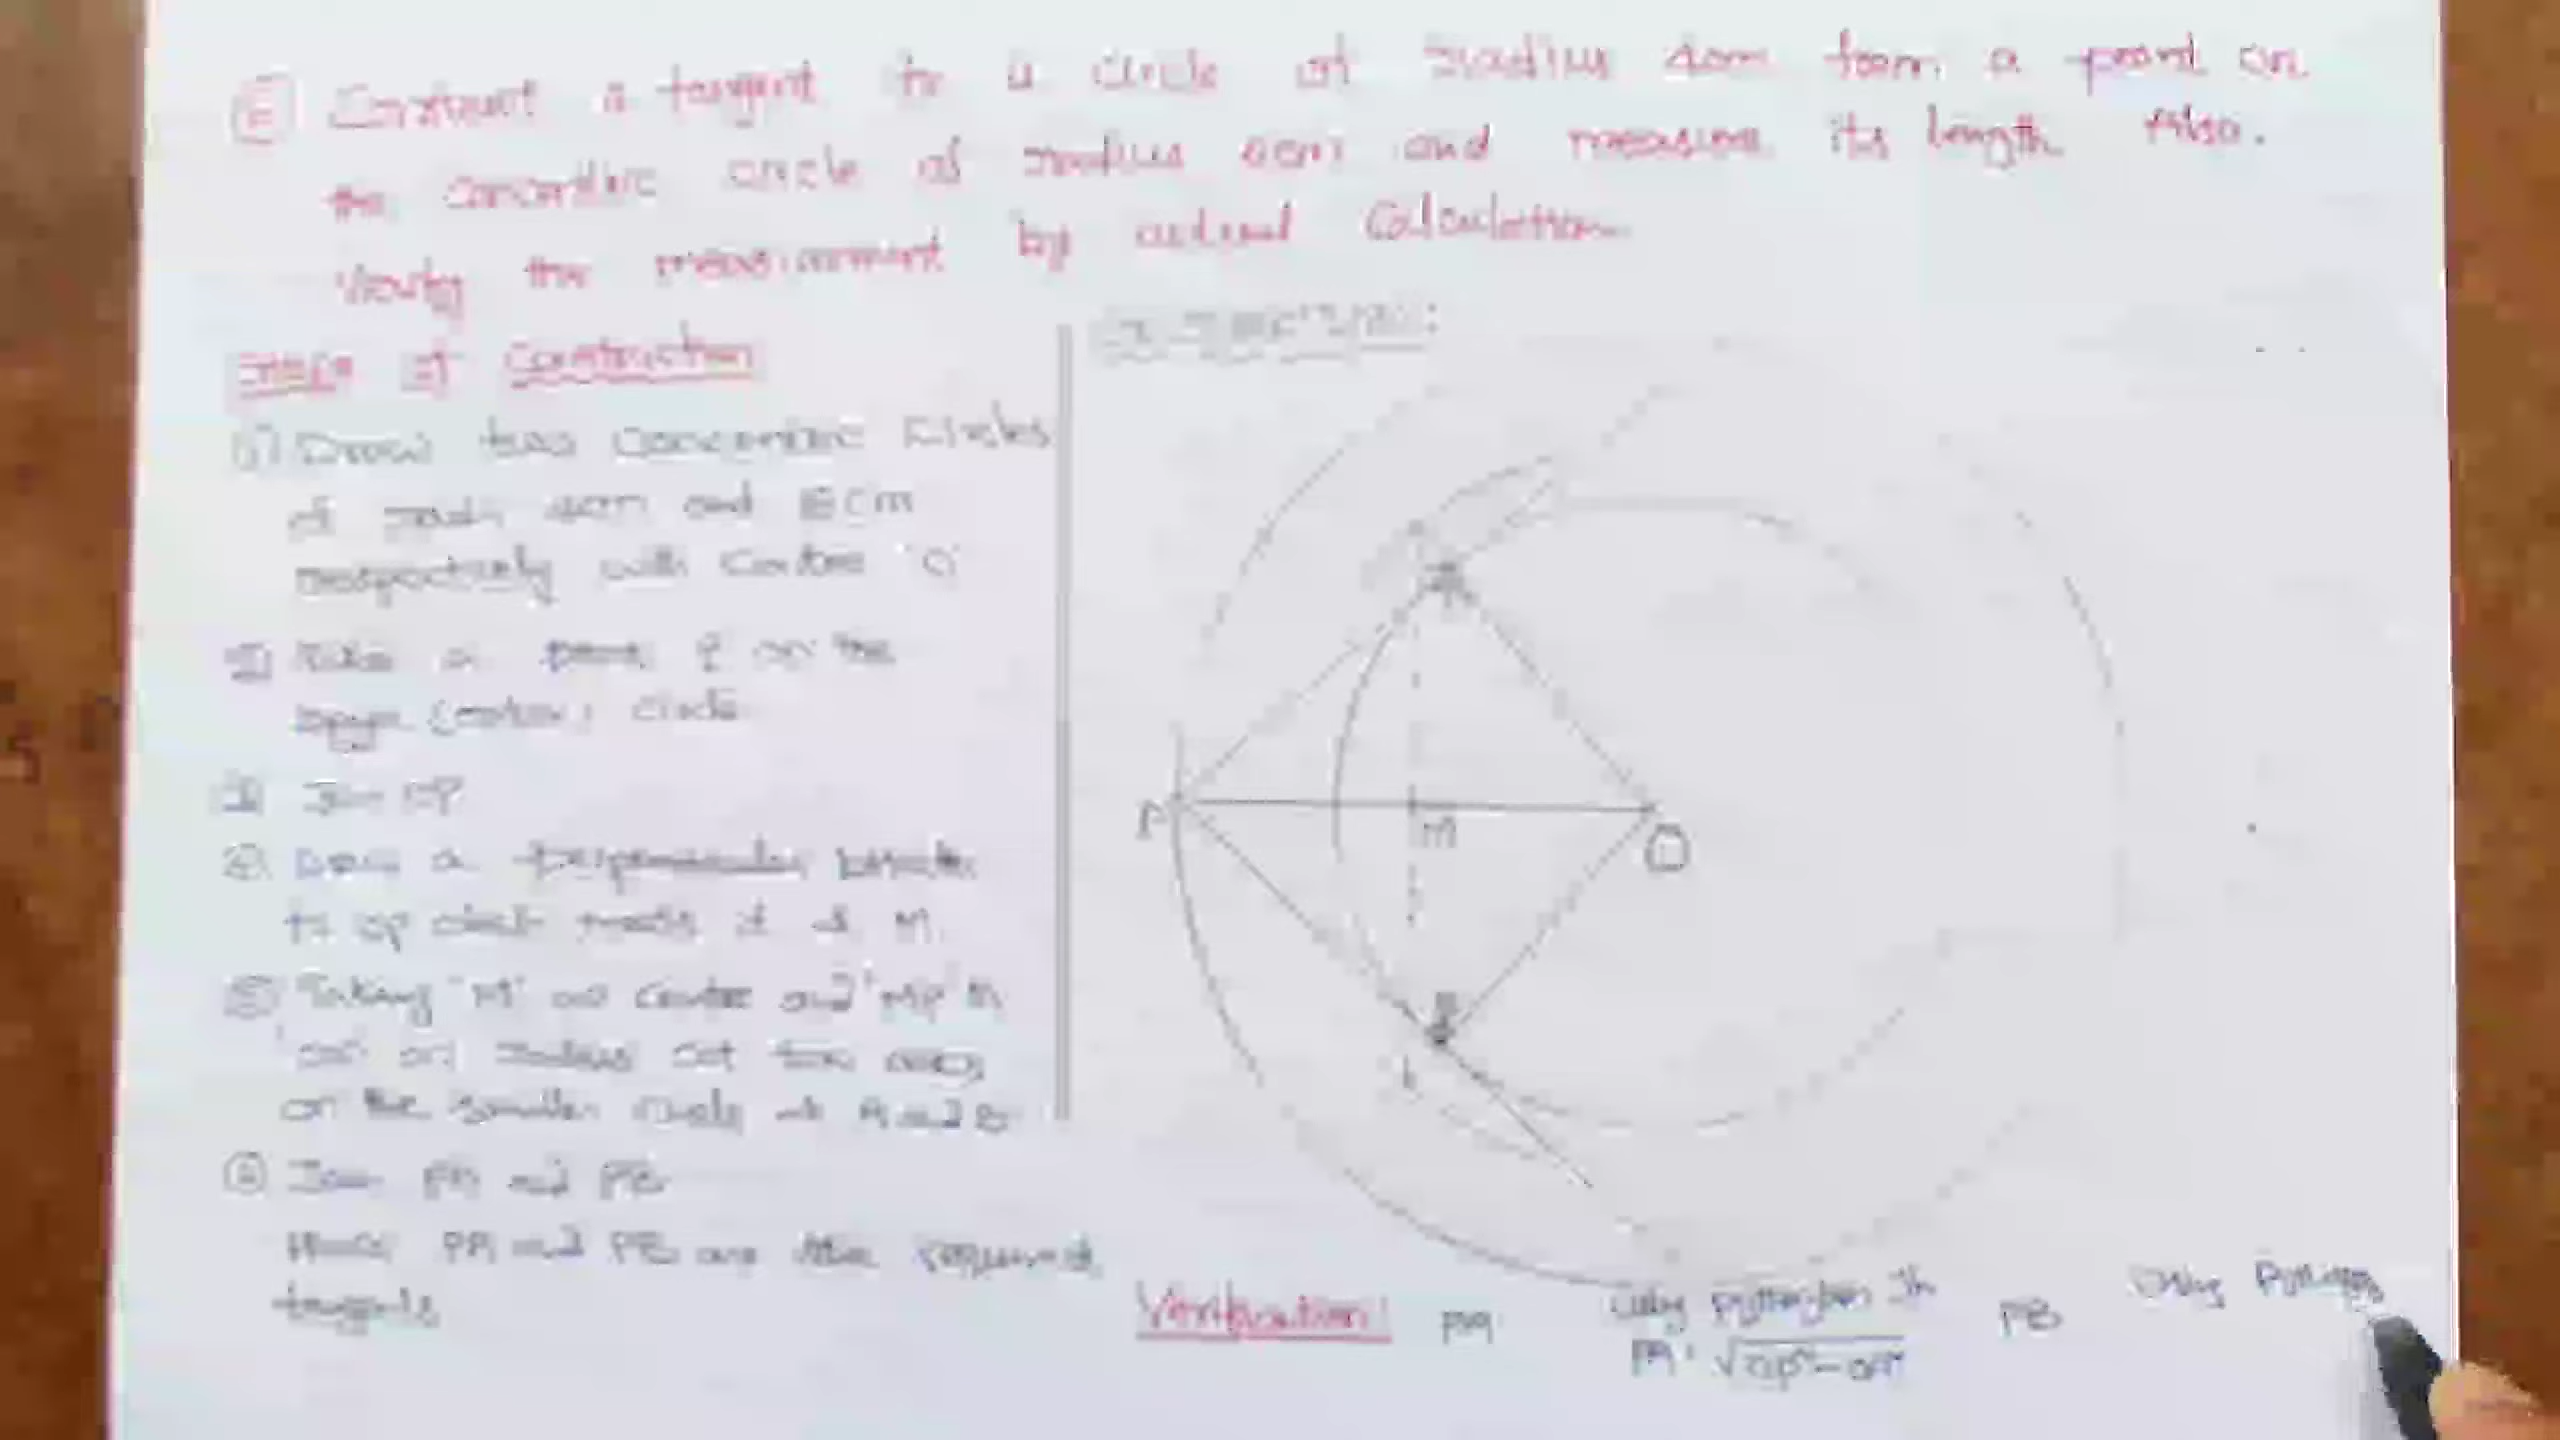 Construct a tangent to a circle of radius 4cm from a point on
the concentric circle of radius 6cm and measure its length Also.
Verify the measurement by actual Calculation
Steps of Construction
① Draw two concentric Circles
of radii 4cm and 6cm
respectively with Centre 'O'
② Take a point P on the
circle
③ Join OP
④ Draw a perpendicular bisector
to OP meets it at M
⑤ Taking 'M' as Centre and 'MP'
as radius cut two arcs
on the smaller circle at A and B
⑥ Join PA and PB
Hence PA and PB are the required
tangents
P
M
O
B
Verification:
PA
Using Pythagoras Th
PA = √OP²-OA²
PB
Using